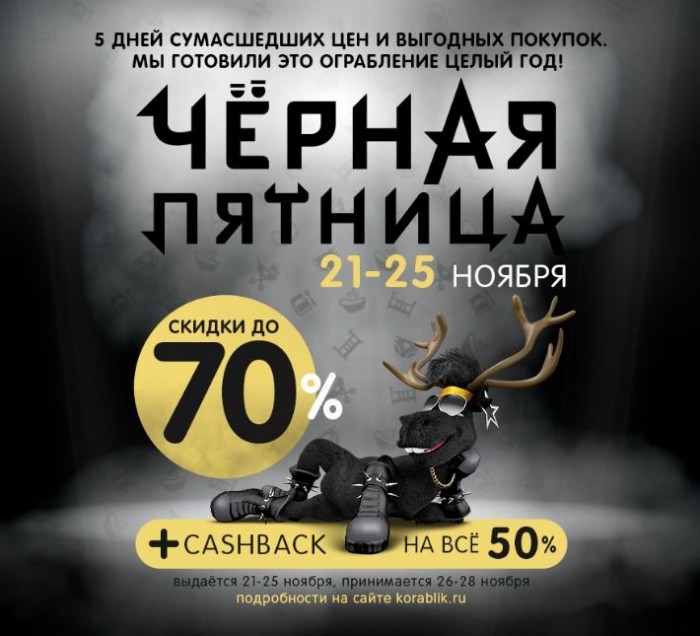 5 ДНЕЙ СУМАСШЕДШИХ ЦЕН И ВЫГОДНЫХ ПОКУПОК.
МЫ ГОТОВИЛИ ЭТО ОГРАБЛЕНИЕ ЦЕЛЫЙ ГОД!
ЧЁРНАЯ
ПЯТНИЦА
21-25 НОЯБРЯ
СКИДКИ ДО
70%
+CASHBACK НА ВСЁ 50%
выдаётся 21-25 ноября, принимается 26-28 ноября
подробности на сайте korablik.ru